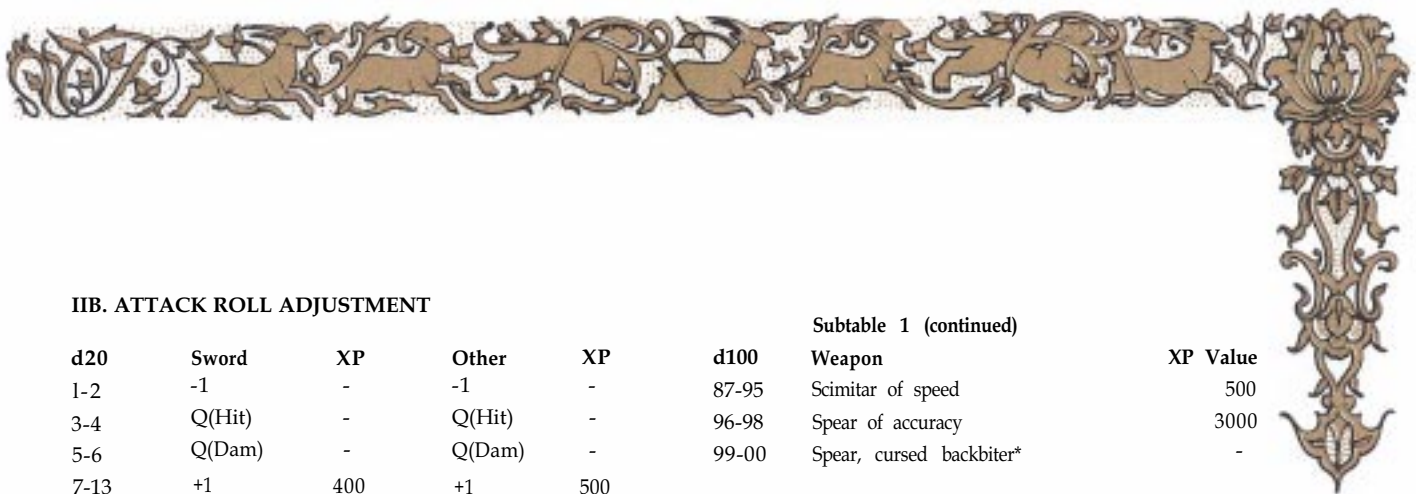 IIB. ATTACK ROLL ADJUSTMENT
d20 Sword XP Other XP
1-2 -1 - -1 -
3-4 Q(Hit) - Q(Hit) -
5-6 Q(Dam) - Q(Dam) -
7-13 +1 400 +1 500
Subtable 1 (continued)
d100 Weapon XP Value
87-95 Scimitar of speed 500
96-98 Spear of accuracy 3000
99-00 Spear, cursed backbiter* -